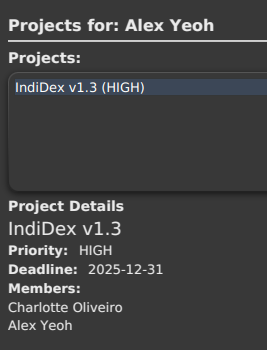 Projects for: Alex Yeoh
Projects:
IndiDex v1.3 (HIGH)
Project Details
IndiDex v1.3
Priority: HIGH
Deadline: 2025-12-31
Members:
Charlotte Oliveiro
Alex Yeoh